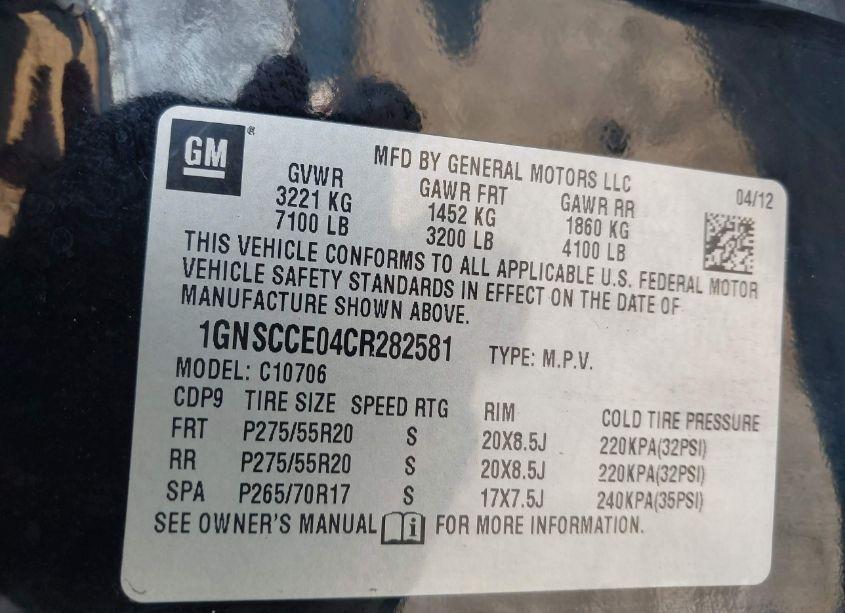 GM®
MFD BY GENERAL MOTORS LLC
04/12
GVWR GAWR FRT GAWR RR
3221 KG 1452 KG 1860 KG
7100 LB 3200 LB 4100 LB
THIS VEHICLE CONFORMS TO ALL APPLICABLE U.S. FEDERAL MOTOR
VEHICLE SAFETY STANDARDS IN EFFECT ON THE DATE OF
MANUFACTURE SHOWN ABOVE.
1GNSCCE04CR282581 TYPE: M.P.V.
MODEL: C10706
CDP9 TIRE SIZE SPEED RTG RIM COLD TIRE PRESSURE
FRT P275/55R20 S 20X8.5J 220KPA(32PSI)
RR P275/55R20 S 20X8.5J 220KPA(32PSI)
SPA P265/70R17 S 17X7.5J 240KPA(35PSI)
SEE OWNER'S MANUAL i FOR MORE INFORMATION.